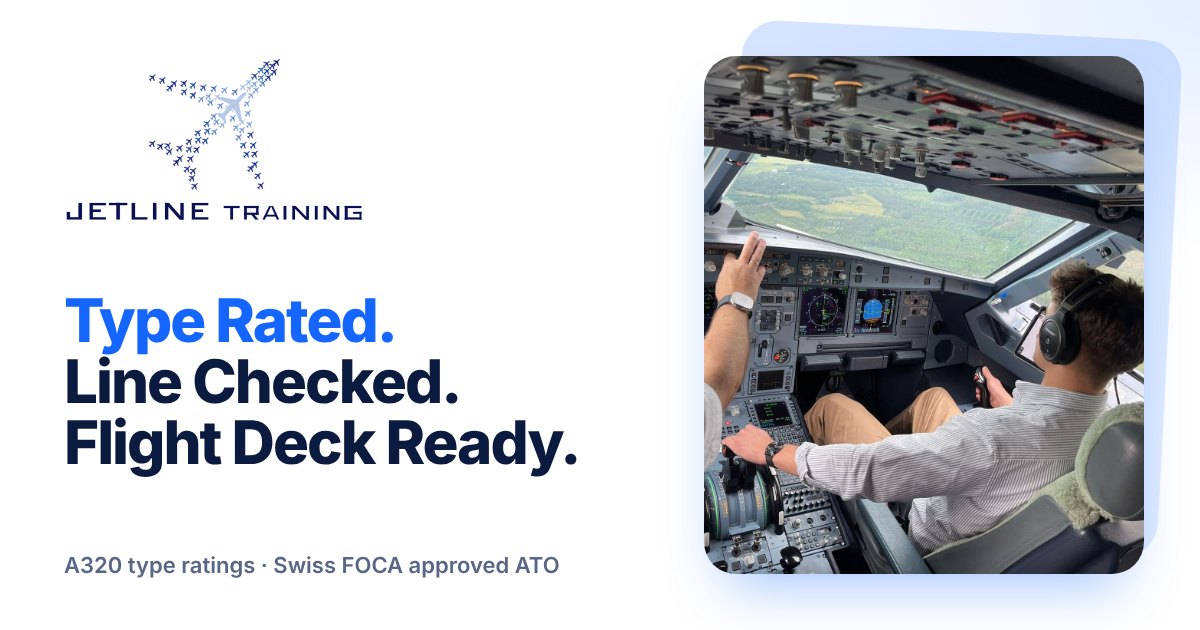 JETLINE TRAINING
Type Rated.
Line Checked.
Flight Deck Ready.
A320 type ratings · Swiss FOCA approved ATO